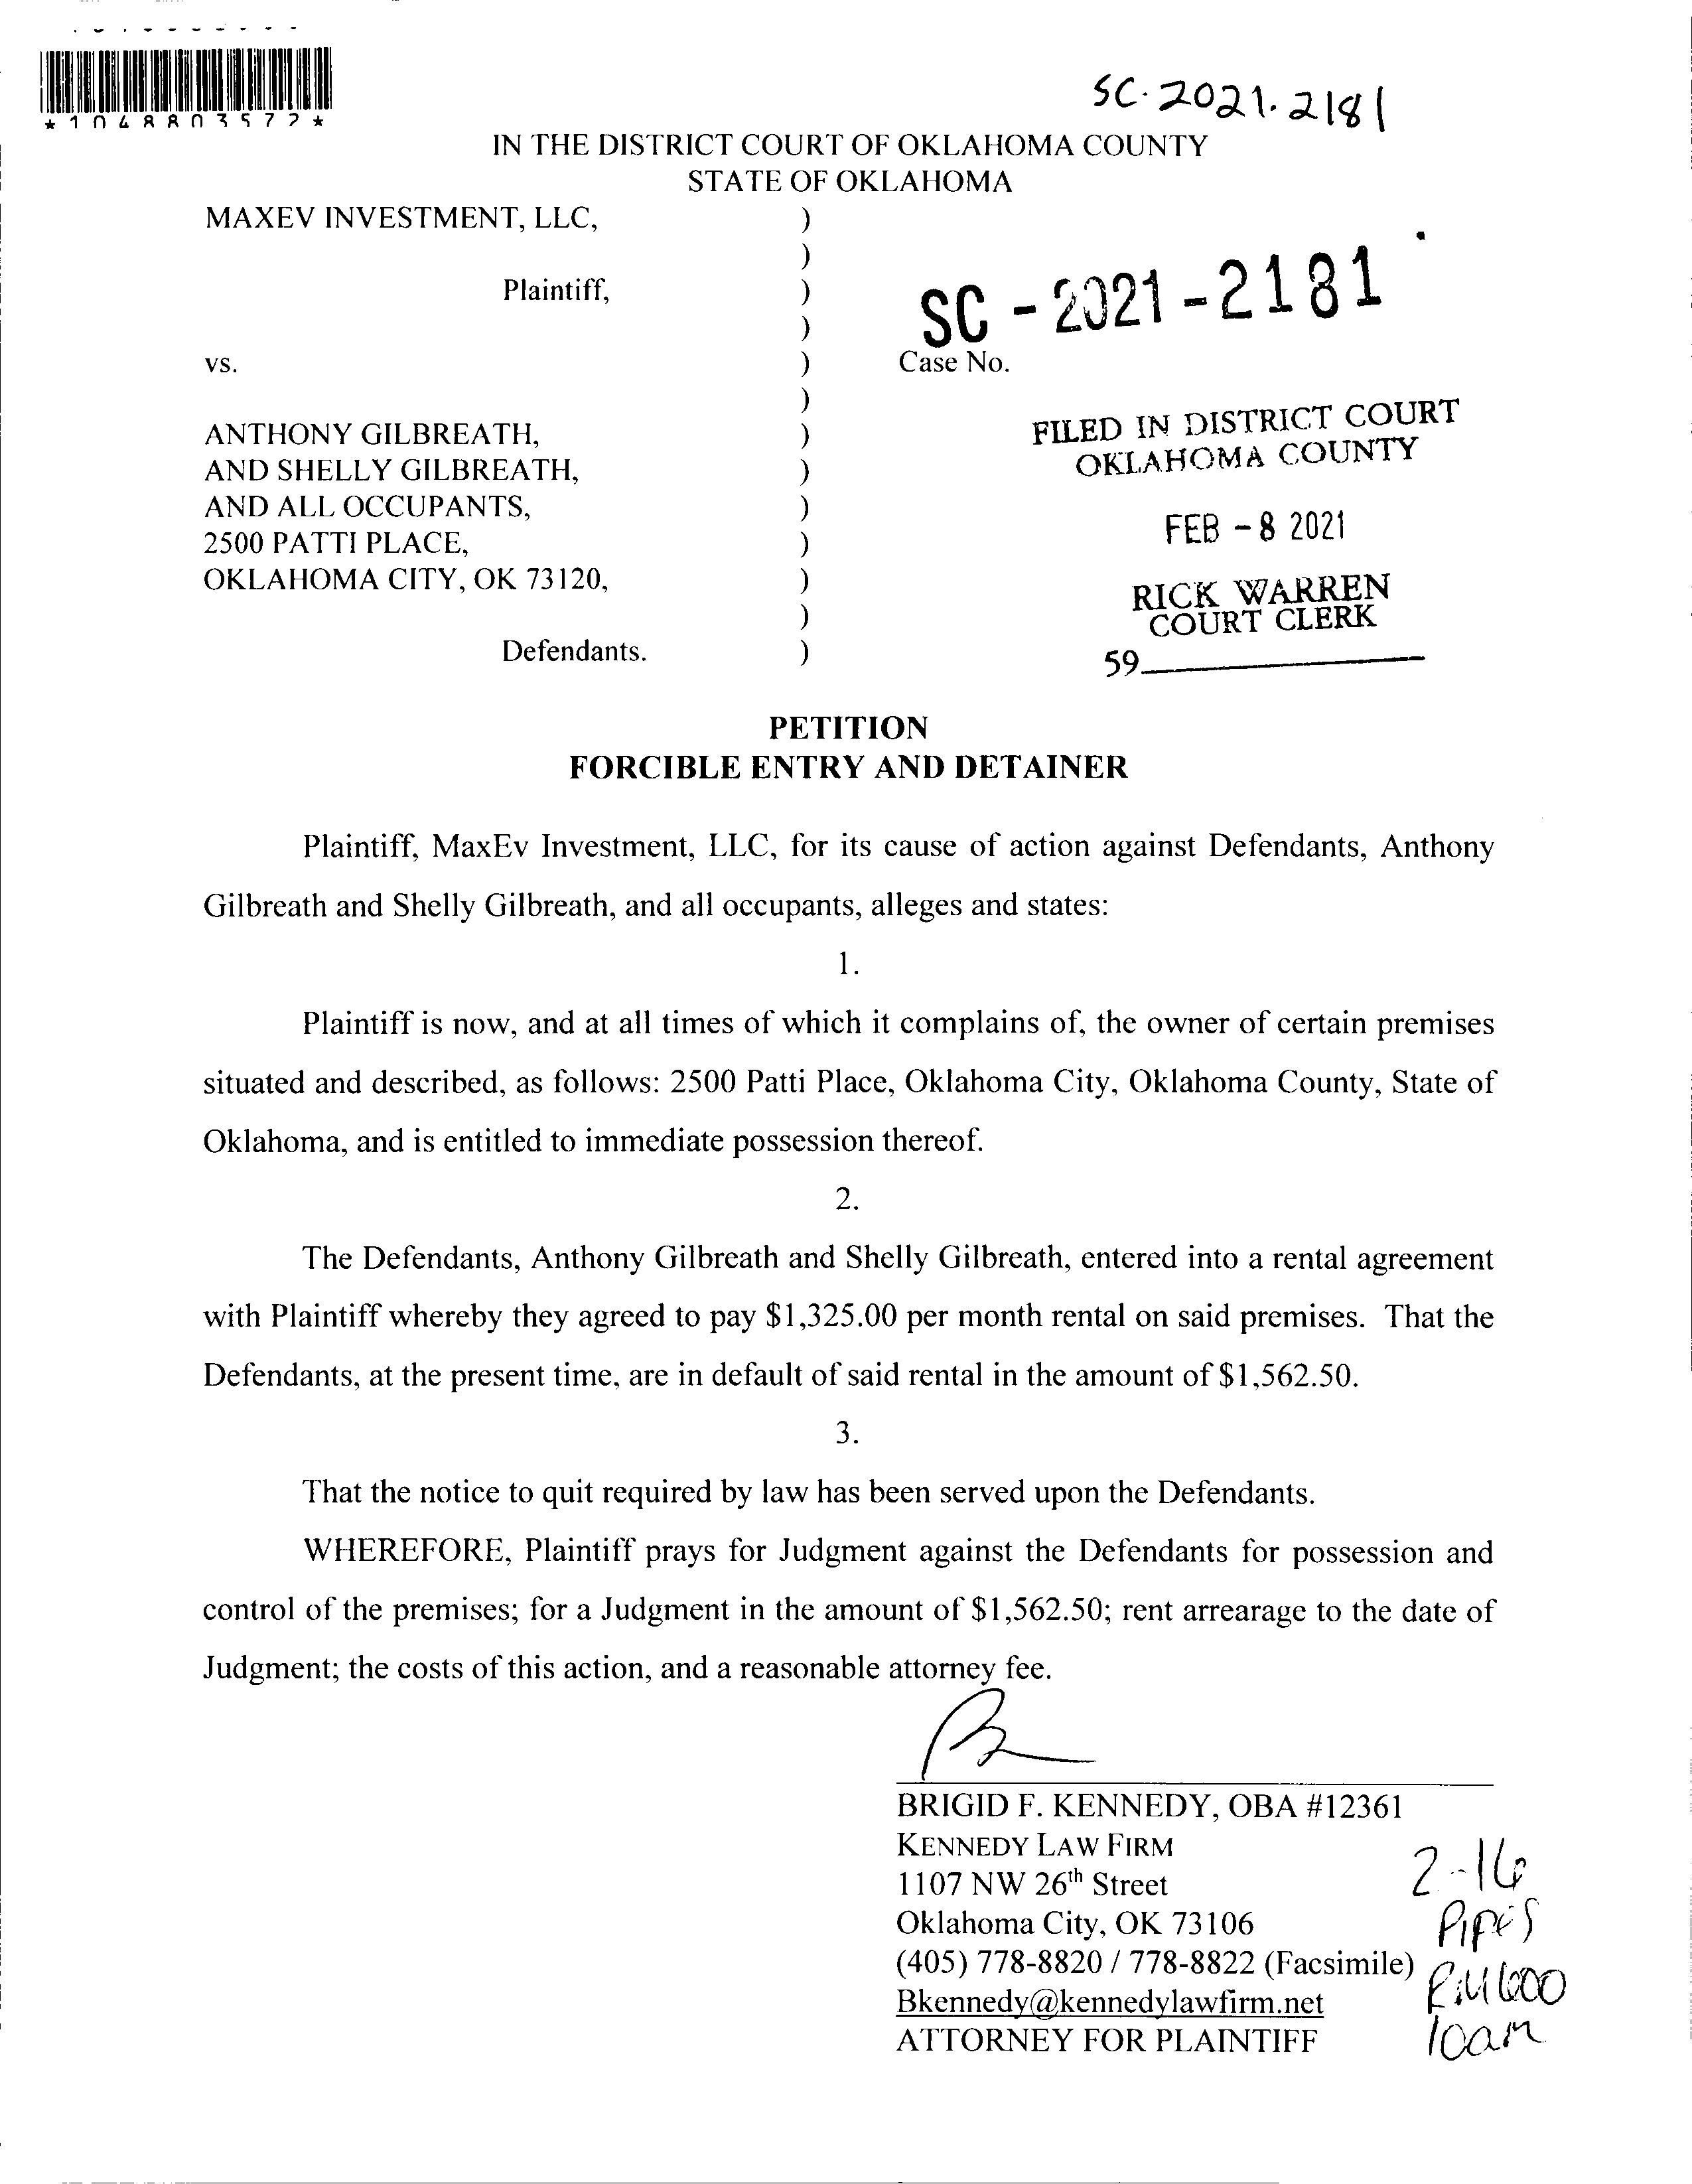 *1048803572*
SC·2021·2181
IN THE DISTRICT COURT OF OKLAHOMA COUNTY
STATE OF OKLAHOMA
MAXEV INVESTMENT, LLC, )
)
Plaintiff, )
)
SC - 2021 - 2181
vs. ) Case No.
)
ANTHONY GILBREATH, )
AND SHELLY GILBREATH, )
AND ALL OCCUPANTS, )
2500 PATTI PLACE, )
OKLAHOMA CITY, OK 73120, )
)
Defendants. )
FILED IN DISTRICT COURT
OKLAHOMA COUNTY
FEB - 8 2021
RICK WARREN
COURT CLERK
59
PETITION
FORCIBLE ENTRY AND DETAINER
Plaintiff, MaxEv Investment, LLC, for its cause of action against Defendants, Anthony
Gilbreath and Shelly Gilbreath, and all occupants, alleges and states:
1.
Plaintiff is now, and at all times of which it complains of, the owner of certain premises
situated and described, as follows: 2500 Patti Place, Oklahoma City, Oklahoma County, State of
Oklahoma, and is entitled to immediate possession thereof.
2.
The Defendants, Anthony Gilbreath and Shelly Gilbreath, entered into a rental agreement
with Plaintiff whereby they agreed to pay $1,325.00 per month rental on said premises. That the
Defendants, at the present time, are in default of said rental in the amount of $1,562.50.
3.
That the notice to quit required by law has been served upon the Defendants.
WHEREFORE, Plaintiff prays for Judgment against the Defendants for possession and
control of the premises; for a Judgment in the amount of $1,562.50; rent arrearage to the date of
Judgment; the costs of this action, and a reasonable attorney fee.
BRIGID F. KENNEDY, OBA #12361
KENNEDY LAW FIRM
1107 NW 26th Street
Oklahoma City, OK 73106
(405) 778-8820 / 778-8822 (Facsimile)
Bkennedy@kennedylawfirm.net
ATTORNEY FOR PLAINTIFF
2-16
Pipes
600
10am